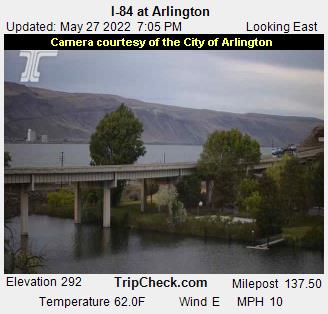 I-84 at Arlington
Updated: May 27 2022 7:05 PM Looking East
Camera courtesy of the City of Arlington
Elevation 292 TripCheck.com Milepost 137.50
Temperature 62.0F Wind E MPH 10